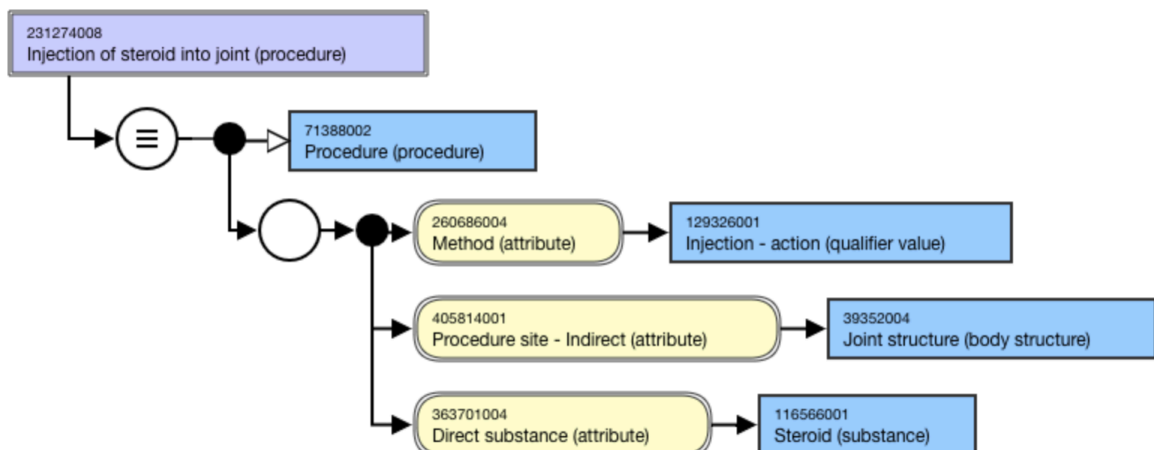 231274008
Injection of steroid into joint (procedure)
71388002
Procedure (procedure)
260686004
Method (attribute)
129326001
Injection - action (qualifier value)
405814001
Procedure site - Indirect (attribute)
39352004
Joint structure (body structure)
363701004
Direct substance (attribute)
116566001
Steroid (substance)